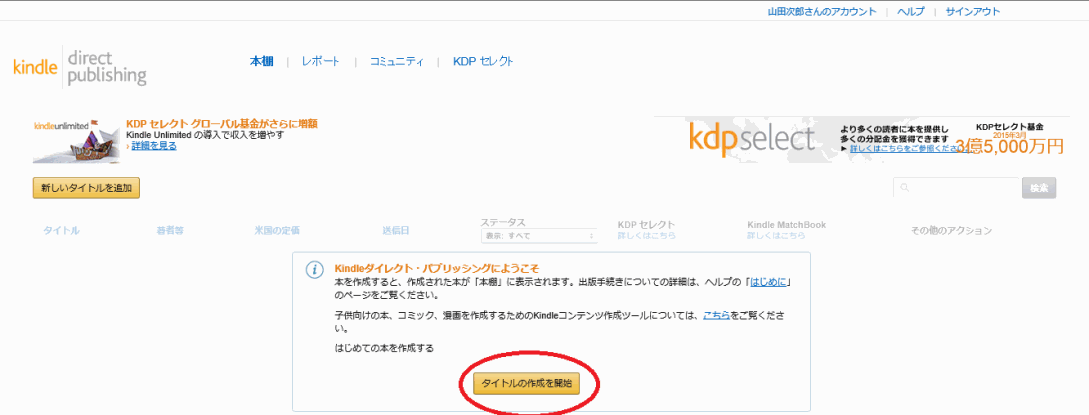 山田次郎さんのアカウント | ヘルプ | サインアウト
kindle direct publishing
本棚 | レポート | コミュニティ | KDP セレクト
kindleunlimited
KDP セレクト グローバル基金がさらに増額
Kindle Unlimited の導入で収入を増やす
› 詳細を見る
kdpselect
より多くの読者に本を提供し
多くの分配金を獲得できます
▶ 詳しくはこちらをご参照ください
KDPセレクト基金
2015年3月
3億5,000万円
新しいタイトルを追加
検索
タイトル 著者等 米国の定価 送信日 ステータス KDP セレクト Kindle MatchBook その他のアクション
表示: すべて 詳しくはこちら 詳しくはこちら
Kindleダイレクト・パブリッシングにようこそ
本を作成すると、作成された本が「本棚」に表示されます。出版手続きについての詳細は、ヘルプの「はじめに」
のページをご覧ください。
子供向けの本、コミック、漫画を作成するためのKindleコンテンツ作成ツールについては、こちらをご覧くださ
い。
はじめての本を作成する
タイトルの作成を開始